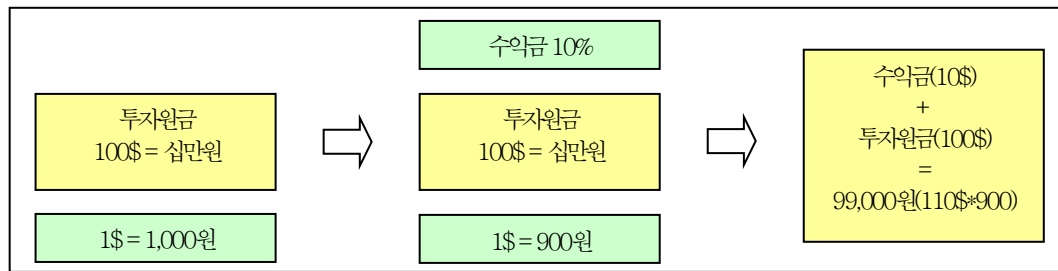 투자원금
100$ = 십만원
1$ = 1,000원
수익금 10%
투자원금
100$ = 십만원
1$ = 900원
수익금(10$)
+
투자원금(100$)
=
99,000원(110$*900)